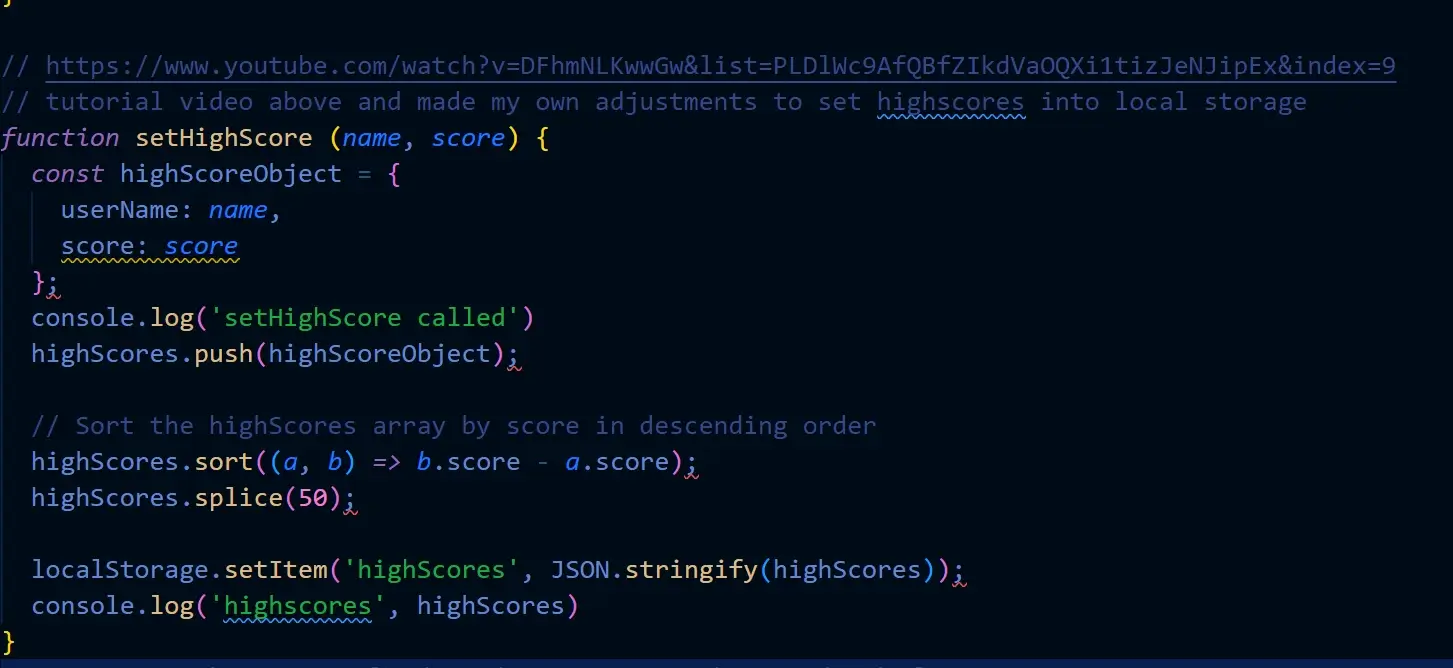 }
// https://www.youtube.com/watch?v=DFhmNLKwwGw&list=PLDlWc9AfQBfZIkdVaOQXi1tizJeNJipEx&index=9
// tutorial video above and made my own adjustments to set highscores into local storage
function setHighScore (name, score) {
  const highScoreObject = {
    userName: name,
    score: score
  };
  console.log('setHighScore called')
  highScores.push(highScoreObject);
  // Sort the highScores array by score in descending order
  highScores.sort((a, b) => b.score - a.score);
  highScores.splice(50);
  localStorage.setItem('highScores', JSON.stringify(highScores));
  console.log('highscores', highScores)
}